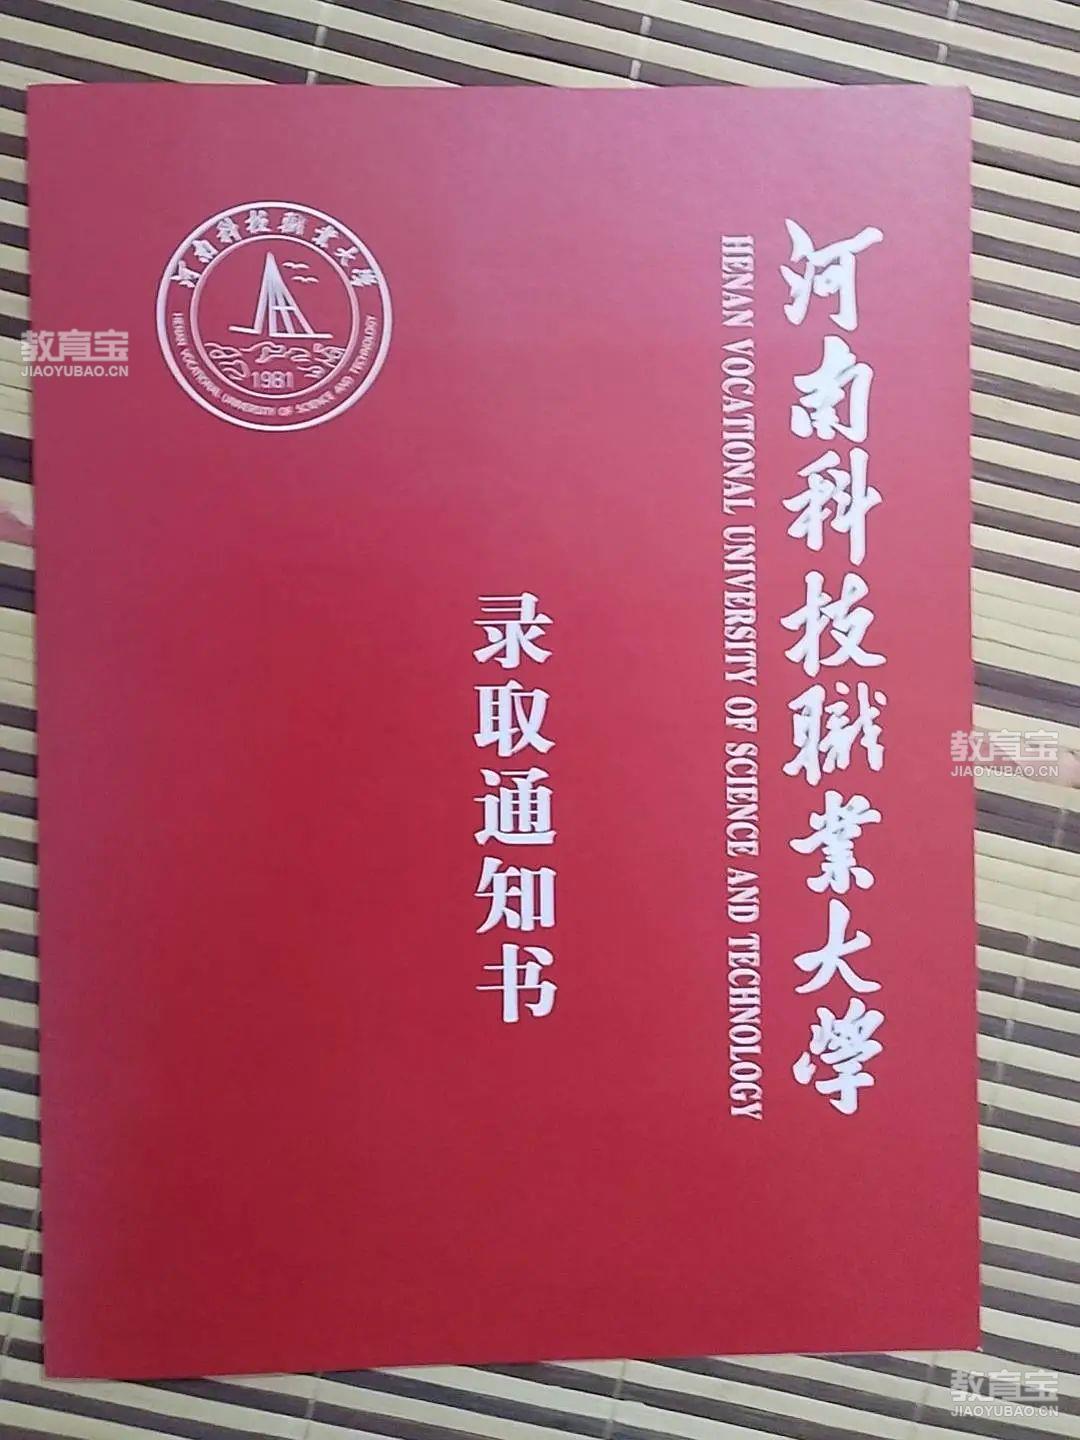 河南科技職業大學
HENAN VOCATIONAL UNIVERSITY OF SCIENCE AND TECHNOLOGY
录取通知书
河南科技職業大學
1981
HENAN VOCATIONAL UNIVERSITY OF SCIENCE AND TECHNOLOGY
教育宝
JIAOYUBAO.CN
教育宝
JIAOYUBAO.CN
教育宝
JIAOYUBAO.CN